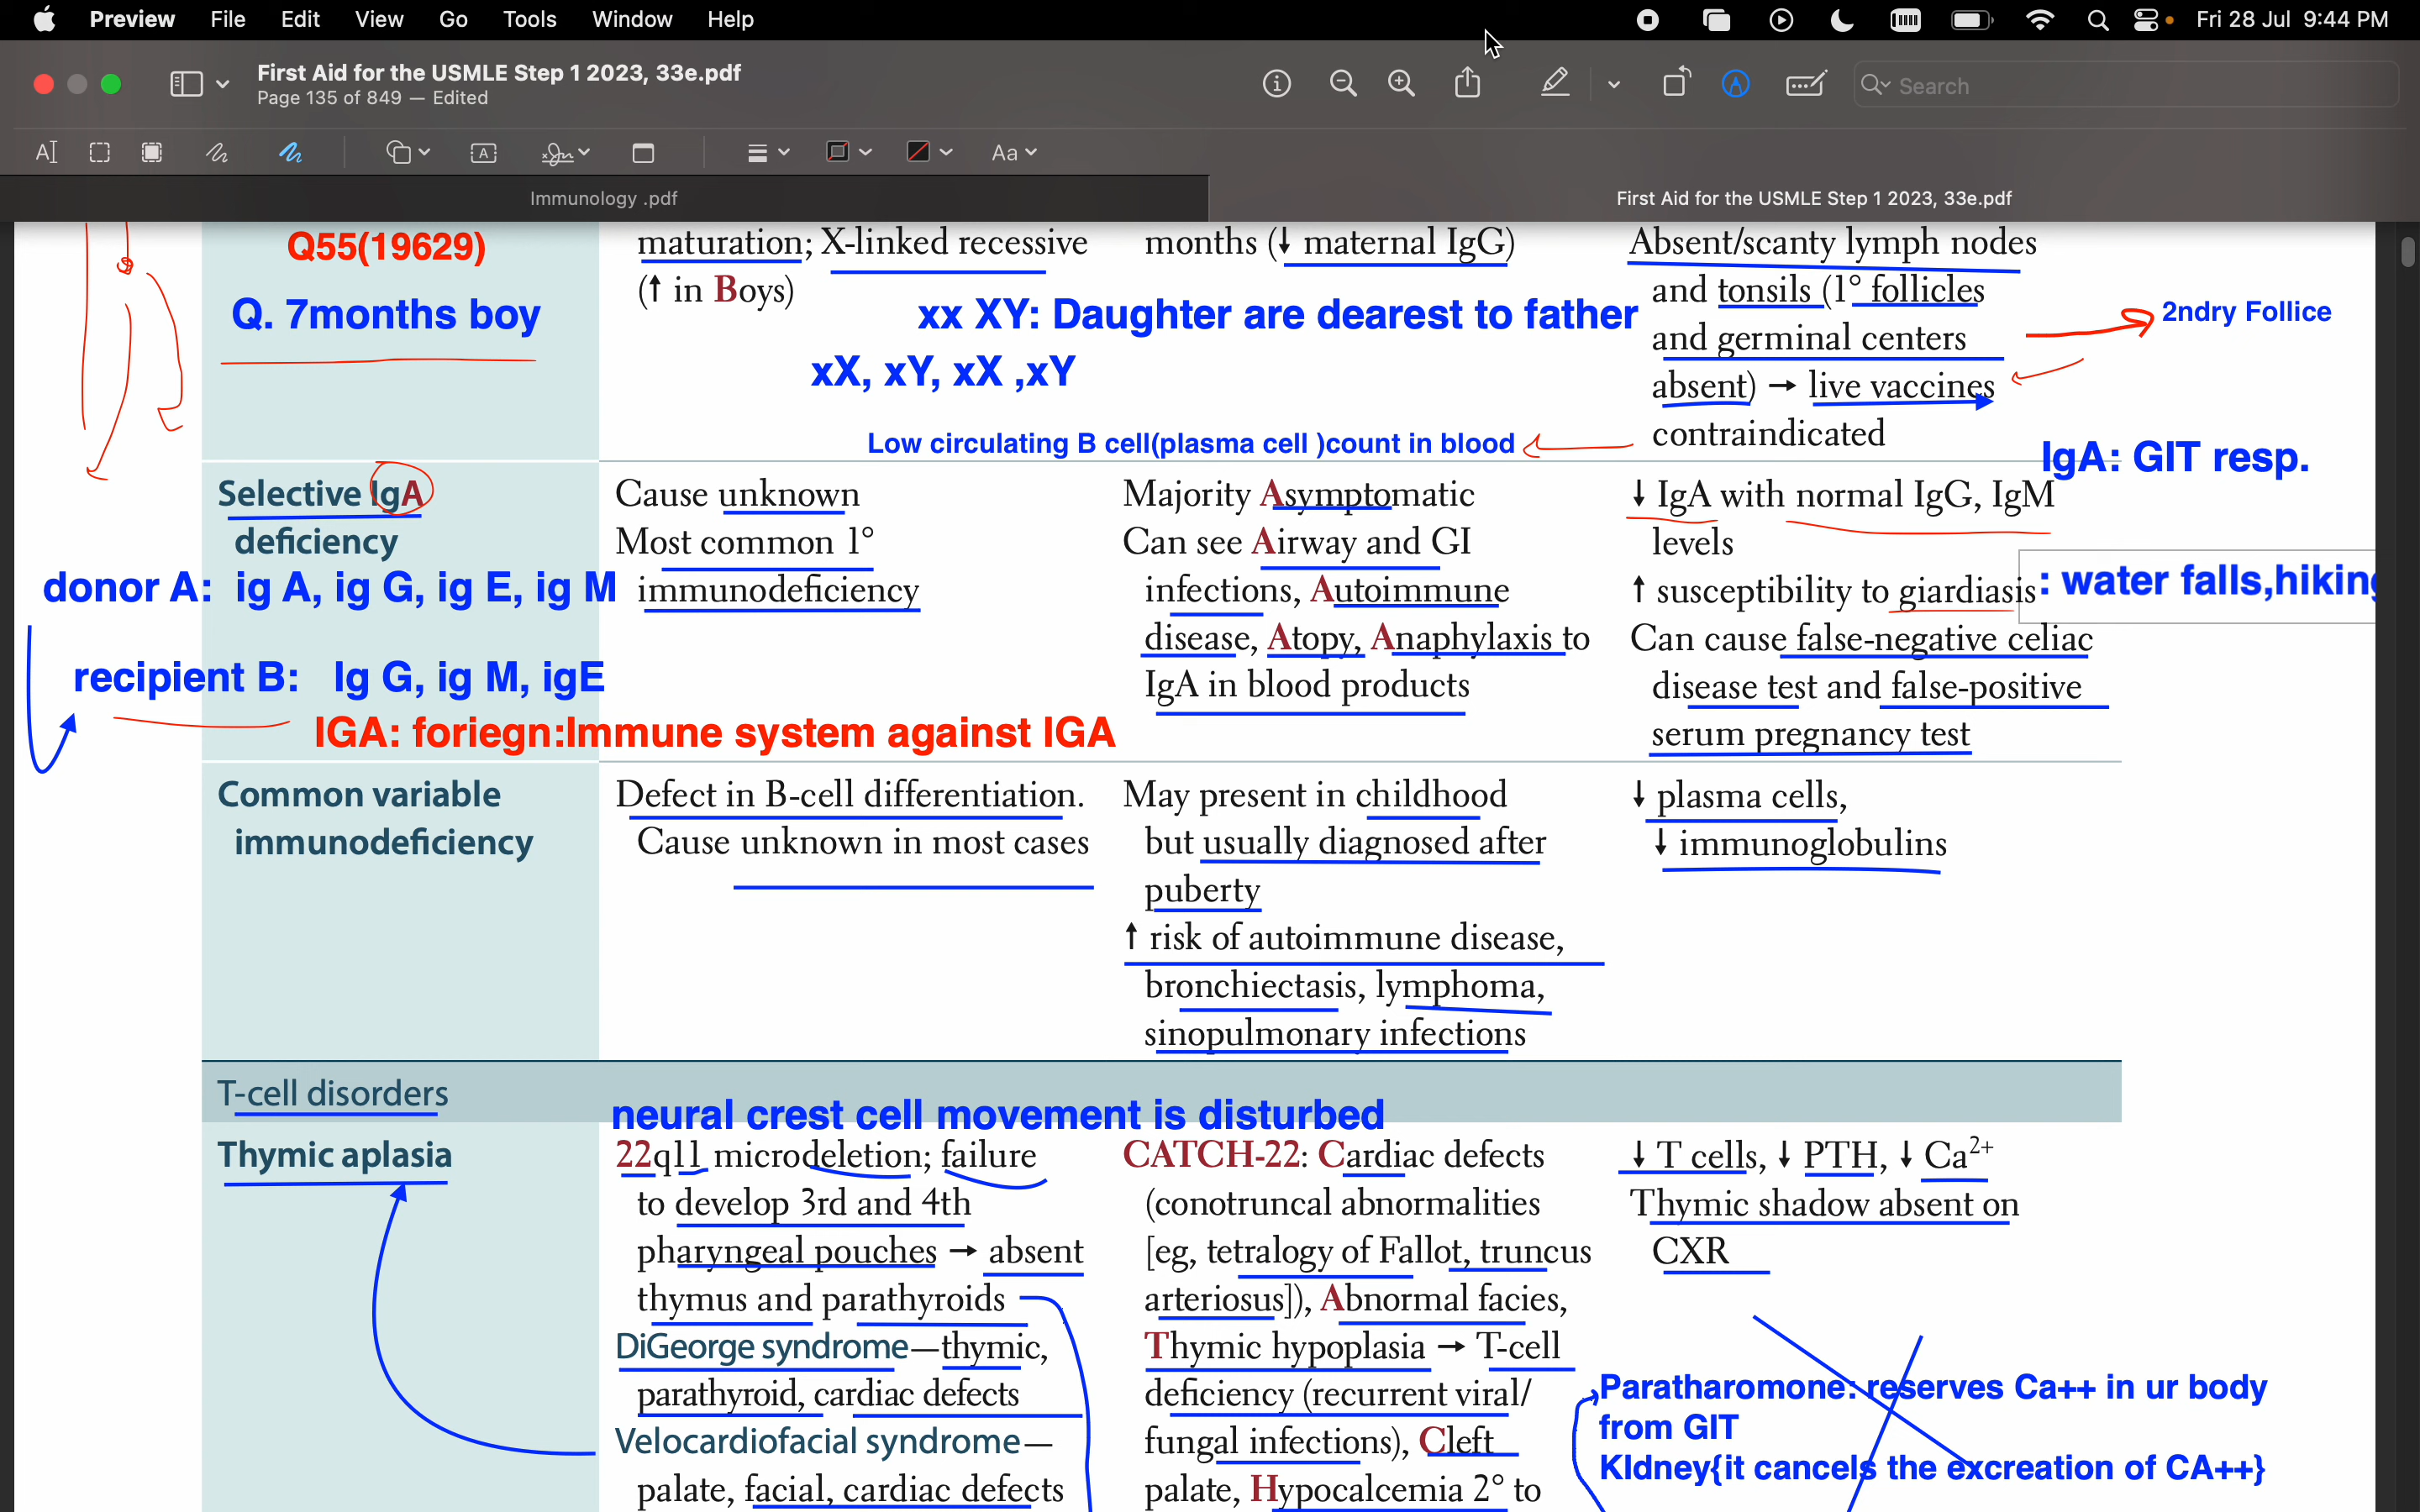 Preview File Edit View Go Tools Window Help Fri 28 Jul 9:44 PM
First Aid for the USMLE Step 1 2023, 33e.pdf
Page 135 of 849 — Edited
Search
Aa
Immunology .pdf
First Aid for the USMLE Step 1 2023, 33e.pdf
Q55(19629)
Q. 7months boy
maturation; X-linked recessive
(↑ in Boys)
months (↓ maternal IgG)
xx XY: Daughter are dearest to father
xX, xY, xX ,xY
Low circulating B cell(plasma cell )count in blood
Absent/scanty lymph nodes
and tonsils (1° follicles
and germinal centers
absent) → live vaccines
contraindicated
2ndry Follice
IgA: GIT resp.
Selective IgA
deficiency
donor A: ig A, ig G, ig E, ig M
recipient B: Ig G, ig M, igE
IGA: foriegn:Immune system against IGA
Cause unknown
Most common 1°
immunodeficiency
Majority Asymptomatic
Can see Airway and GI
infections, Autoimmune
disease, Atopy, Anaphylaxis to
IgA in blood products
↓ IgA with normal IgG, IgM
levels
↑ susceptibility to giardiasis
: water falls,hiking
Can cause false-negative celiac
disease test and false-positive
serum pregnancy test
Common variable
immunodeficiency
Defect in B-cell differentiation.
Cause unknown in most cases
May present in childhood
but usually diagnosed after
puberty
↑ risk of autoimmune disease,
bronchiectasis, lymphoma,
sinopulmonary infections
↓ plasma cells,
↓ immunoglobulins
T-cell disorders
neural crest cell movement is disturbed
Thymic aplasia
22q11 microdeletion; failure
to develop 3rd and 4th
pharyngeal pouches → absent
thymus and parathyroids
DiGeorge syndrome—thymic,
parathyroid, cardiac defects
Velocardiofacial syndrome—
palate, facial, cardiac defects
CATCH-22: Cardiac defects
(conotruncal abnormalities
[eg, tetralogy of Fallot, truncus
arteriosus]), Abnormal facies,
Thymic hypoplasia → T-cell
deficiency (recurrent viral/
fungal infections), Cleft
palate, Hypocalcemia 2° to
↓ T cells, ↓ PTH, ↓ Ca2+
Thymic shadow absent on
CXR
Paratharomone: reserves Ca++ in ur body
from GIT
KIdney{it cancels the excreation of CA++}